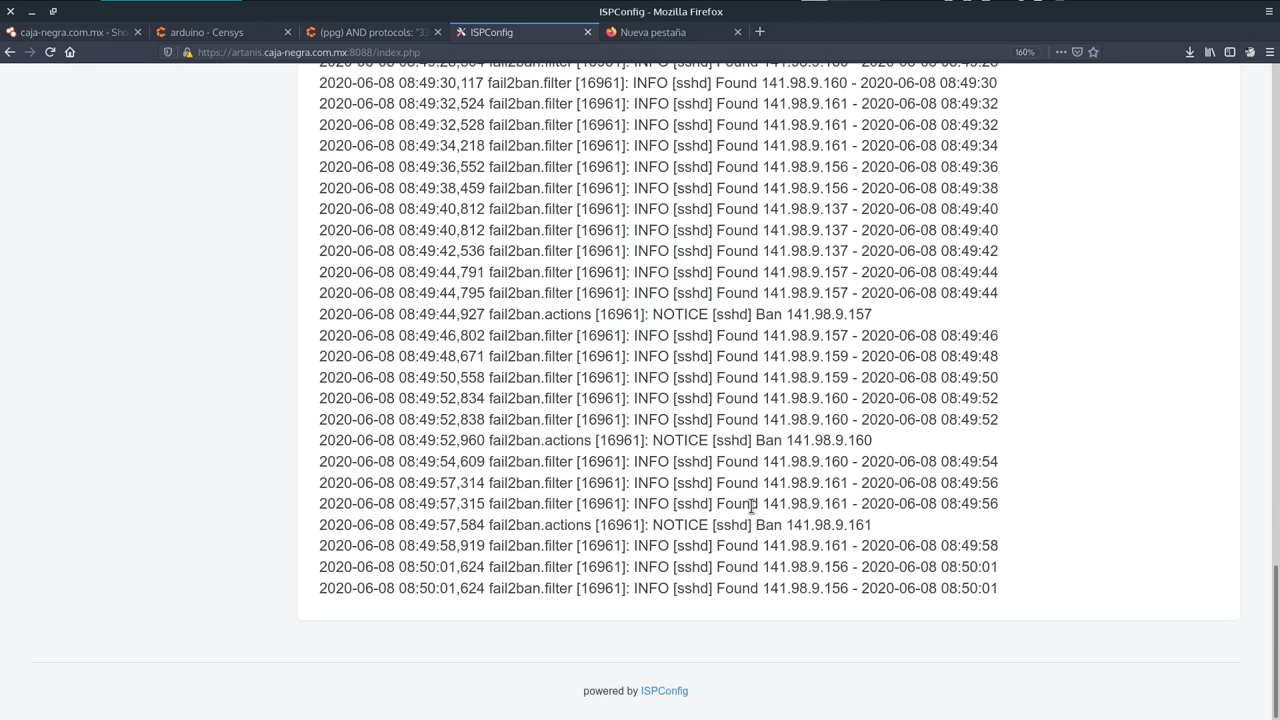 ISPConfig - Mozilla Firefox
caja-negra.com.mx - Sho
arduino - Censys
(ppg) AND protocols: "33
ISPConfig
Nueva pestaña
https://artanis.caja-negra.com.mx:8088/index.php
160%
2020-06-08 08:49:30,117 fail2ban.filter [16961]: INFO [sshd] Found 141.98.9.160 - 2020-06-08 08:49:30
2020-06-08 08:49:32,524 fail2ban.filter [16961]: INFO [sshd] Found 141.98.9.161 - 2020-06-08 08:49:32
2020-06-08 08:49:32,528 fail2ban.filter [16961]: INFO [sshd] Found 141.98.9.161 - 2020-06-08 08:49:32
2020-06-08 08:49:34,218 fail2ban.filter [16961]: INFO [sshd] Found 141.98.9.161 - 2020-06-08 08:49:34
2020-06-08 08:49:36,552 fail2ban.filter [16961]: INFO [sshd] Found 141.98.9.156 - 2020-06-08 08:49:36
2020-06-08 08:49:38,459 fail2ban.filter [16961]: INFO [sshd] Found 141.98.9.156 - 2020-06-08 08:49:38
2020-06-08 08:49:40,812 fail2ban.filter [16961]: INFO [sshd] Found 141.98.9.137 - 2020-06-08 08:49:40
2020-06-08 08:49:40,812 fail2ban.filter [16961]: INFO [sshd] Found 141.98.9.137 - 2020-06-08 08:49:40
2020-06-08 08:49:42,536 fail2ban.filter [16961]: INFO [sshd] Found 141.98.9.137 - 2020-06-08 08:49:42
2020-06-08 08:49:44,791 fail2ban.filter [16961]: INFO [sshd] Found 141.98.9.157 - 2020-06-08 08:49:44
2020-06-08 08:49:44,795 fail2ban.filter [16961]: INFO [sshd] Found 141.98.9.157 - 2020-06-08 08:49:44
2020-06-08 08:49:44,927 fail2ban.actions [16961]: NOTICE [sshd] Ban 141.98.9.157
2020-06-08 08:49:46,802 fail2ban.filter [16961]: INFO [sshd] Found 141.98.9.157 - 2020-06-08 08:49:46
2020-06-08 08:49:48,671 fail2ban.filter [16961]: INFO [sshd] Found 141.98.9.159 - 2020-06-08 08:49:48
2020-06-08 08:49:50,558 fail2ban.filter [16961]: INFO [sshd] Found 141.98.9.159 - 2020-06-08 08:49:50
2020-06-08 08:49:52,834 fail2ban.filter [16961]: INFO [sshd] Found 141.98.9.160 - 2020-06-08 08:49:52
2020-06-08 08:49:52,838 fail2ban.filter [16961]: INFO [sshd] Found 141.98.9.160 - 2020-06-08 08:49:52
2020-06-08 08:49:52,960 fail2ban.actions [16961]: NOTICE [sshd] Ban 141.98.9.160
2020-06-08 08:49:54,609 fail2ban.filter [16961]: INFO [sshd] Found 141.98.9.160 - 2020-06-08 08:49:54
2020-06-08 08:49:57,314 fail2ban.filter [16961]: INFO [sshd] Found 141.98.9.161 - 2020-06-08 08:49:56
2020-06-08 08:49:57,315 fail2ban.filter [16961]: INFO [sshd] Found 141.98.9.161 - 2020-06-08 08:49:56
2020-06-08 08:49:57,584 fail2ban.actions [16961]: NOTICE [sshd] Ban 141.98.9.161
2020-06-08 08:49:58,919 fail2ban.filter [16961]: INFO [sshd] Found 141.98.9.161 - 2020-06-08 08:49:58
2020-06-08 08:50:01,624 fail2ban.filter [16961]: INFO [sshd] Found 141.98.9.156 - 2020-06-08 08:50:01
2020-06-08 08:50:01,624 fail2ban.filter [16961]: INFO [sshd] Found 141.98.9.156 - 2020-06-08 08:50:01
powered by ISPConfig